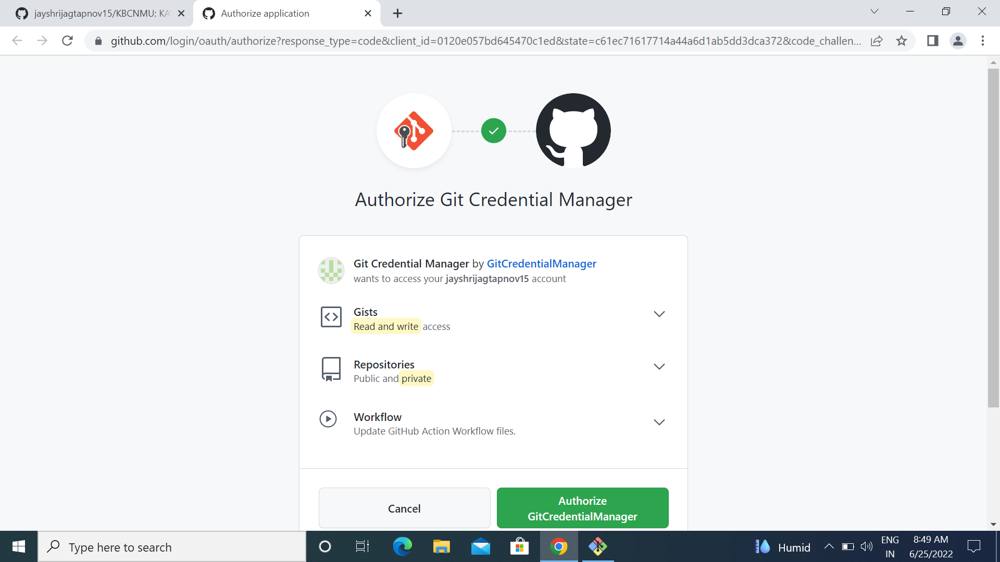 jayshrijagtapnov15/KBCNMU: KA
Authorize application
github.com/login/oauth/authorize?response_type=code&client_id=0120e057bd645470c1ed&state=c61ec71617714a44a6d1ab5dd3dca372&code_challen...
Authorize Git Credential Manager
Git Credential Manager by GitCredentialManager
wants to access your jayshrijagtapnov15 account
Gists
Read and write access
Repositories
Public and private
Workflow
Update GitHub Action Workflow files.
Cancel
Authorize
GitCredentialManager
Type here to search
Humid
ENG
IN
8:49 AM
6/25/2022